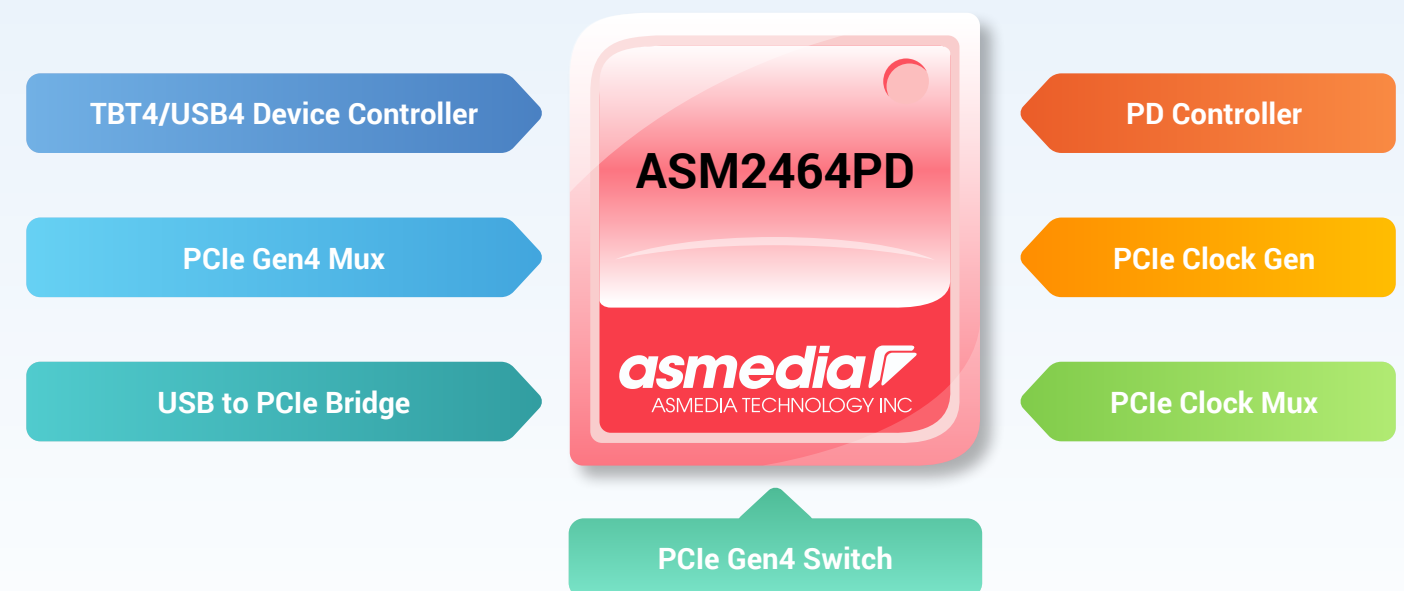 TBT4/USB4 Device Controller
PCIe Gen4 Mux
USB to PCIe Bridge
ASM2464PD
asmedia
ASMEDIA TECHNOLOGY INC
PD Controller
PCIe Clock Gen
PCIe Clock Mux
PCIe Gen4 Switch